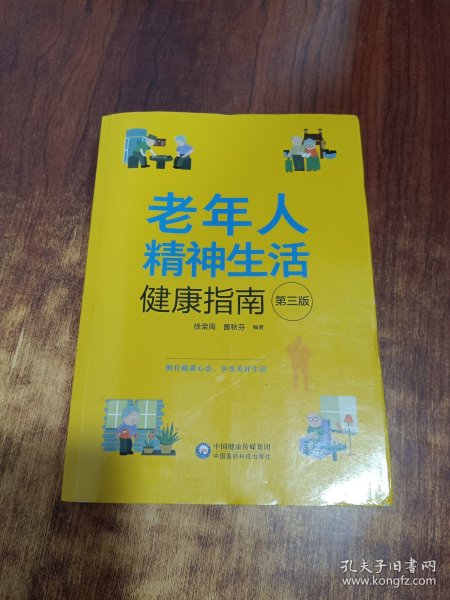 老年人
精神生活
健康指南 第三版
徐荣周 曹秋芬 编著
拥有健康心态，享受美好生活
中国健康传媒集团
中国医药科技出版社
孔夫子旧书网
www.kongfz.com